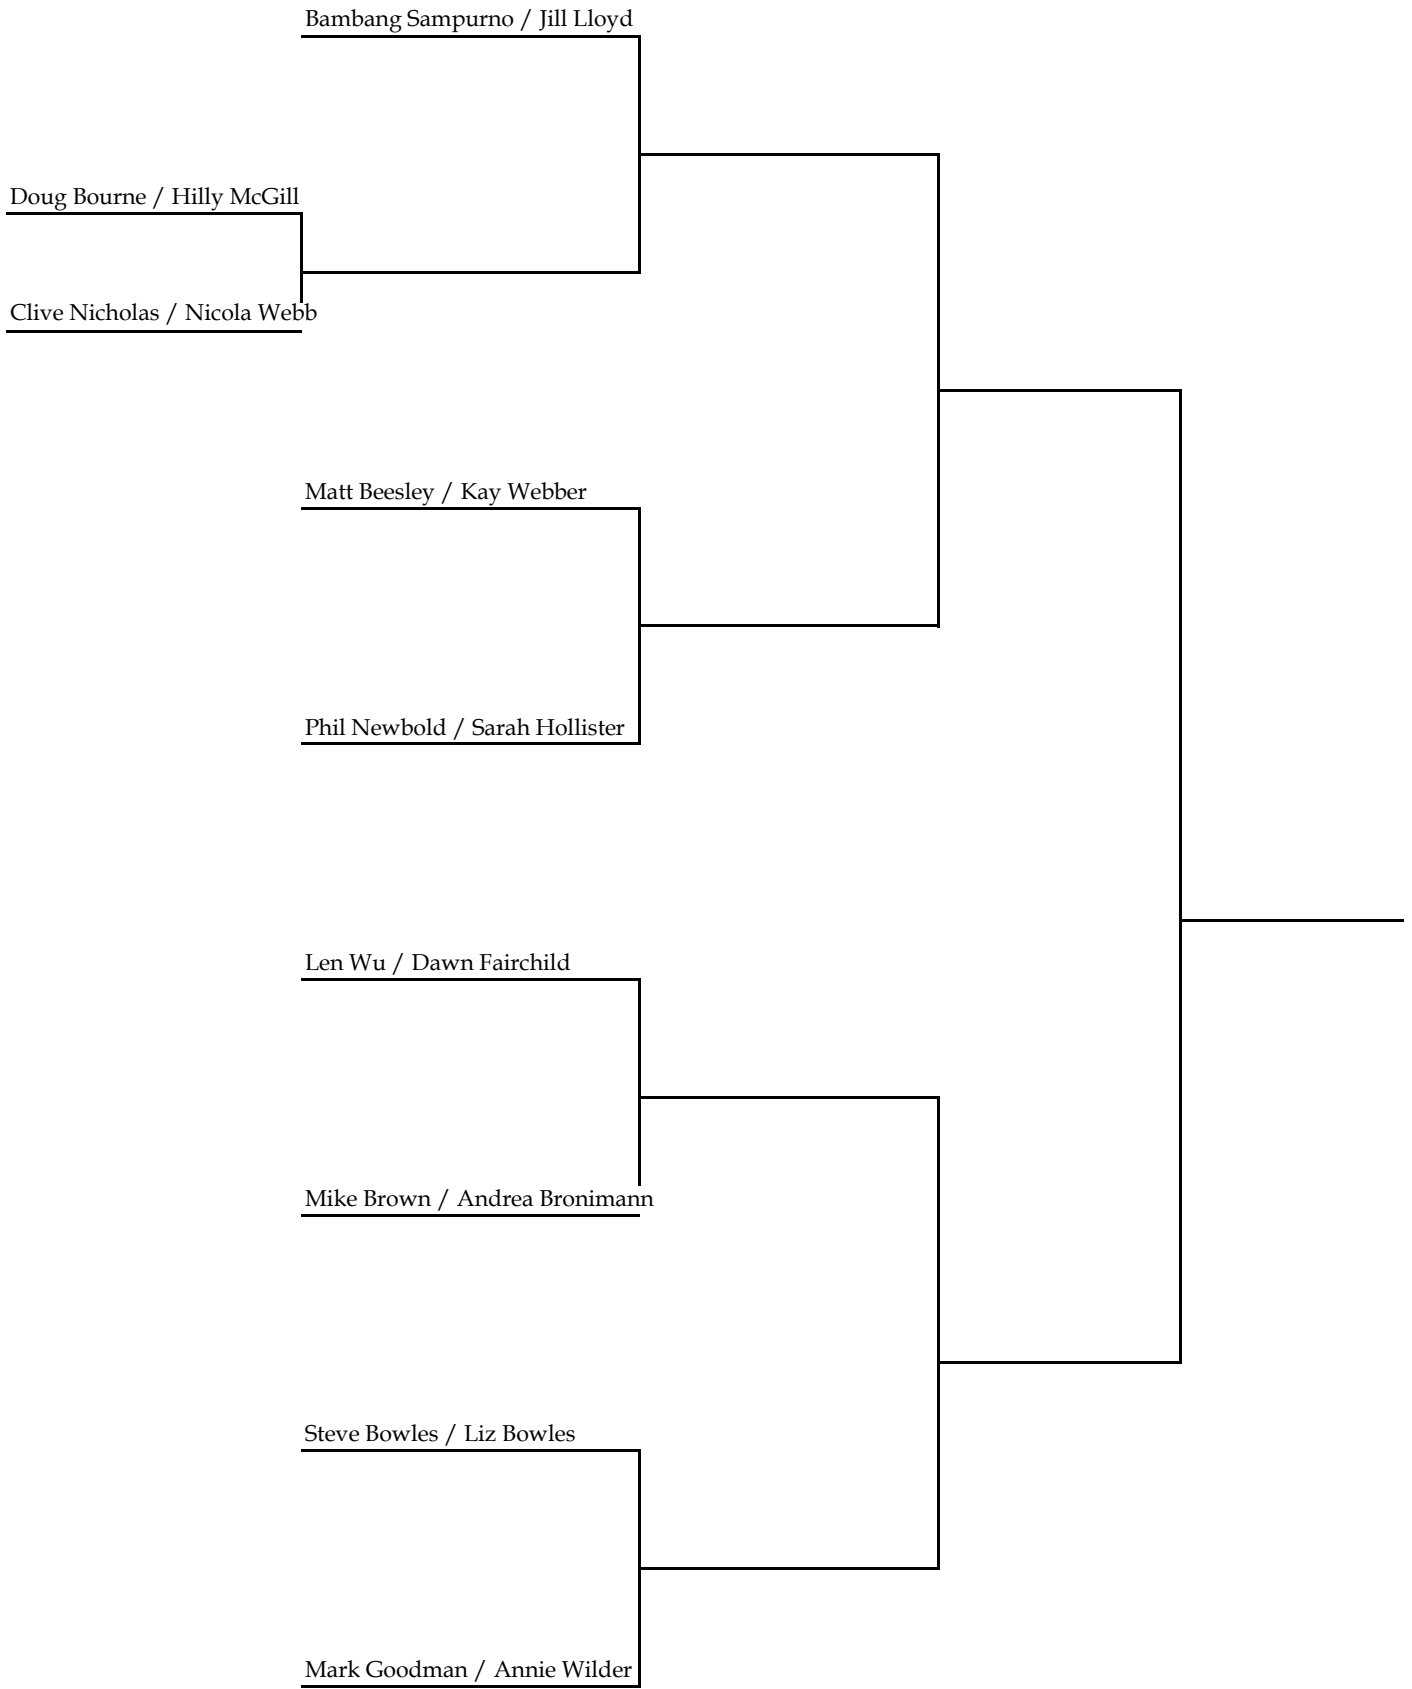 Bambang Sampurno / Jill Lloyd
Doug Bourne / Hilly McGill
Clive Nicholas / Nicola Webb
Matt Beesley / Kay Webber
Phil Newbold / Sarah Hollister
Len Wu / Dawn Fairchild
Mike Brown / Andrea Bronimann
Steve Bowles / Liz Bowles
Mark Goodman / Annie Wilder